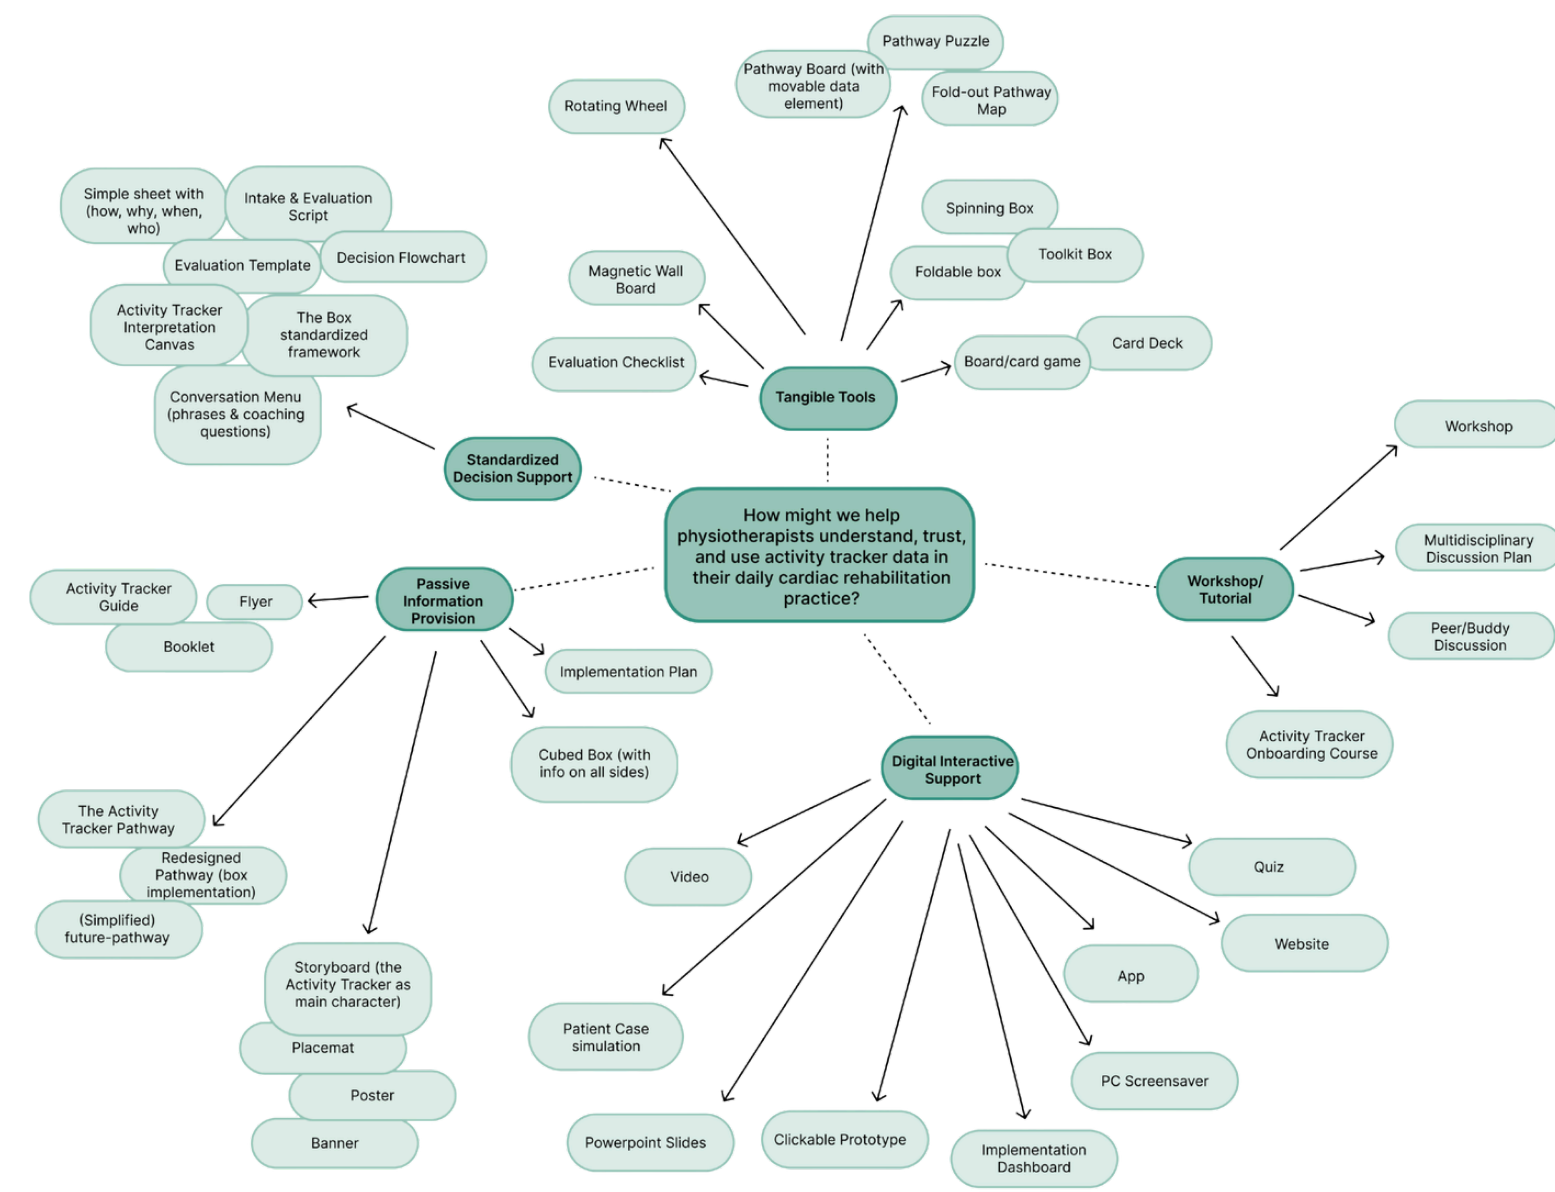 Pathway Puzzle
Pathway Board (with
movable data
element)
Fold-out Pathway
Map
Rotating Wheel
Simple sheet with
(how, why, when,
who)
Intake & Evaluation
Script
Evaluation Template
Decision Flowchart
Activity Tracker
Interpretation
Canvas
The Box
standardized
framework
Conversation Menu
(phrases & coaching
questions)
Standardized
Decision Support
Spinning Box
Toolkit Box
Foldable box
Magnetic Wall
Board
Evaluation Checklist
Board/card game
Card Deck
Tangible Tools
How might we help
physiotherapists understand, trust,
and use activity tracker data in
their daily cardiac rehabilitation
practice?
Workshop
Multidisciplinary
Discussion Plan
Workshop/
Tutorial
Peer/Buddy
Discussion
Activity Tracker
Onboarding Course
Passive
Information
Provision
Activity Tracker
Guide
Flyer
Booklet
Implementation Plan
Cubed Box (with
info on all sides)
The Activity
Tracker Pathway
Redesigned
Pathway (box
implementation)
(Simplified)
future-pathway
Storyboard (the
Activity Tracker as
main character)
Placemat
Poster
Banner
Digital Interactive
Support
Video
Quiz
Website
App
Patient Case
simulation
PC Screensaver
Powerpoint Slides
Clickable Prototype
Implementation
Dashboard